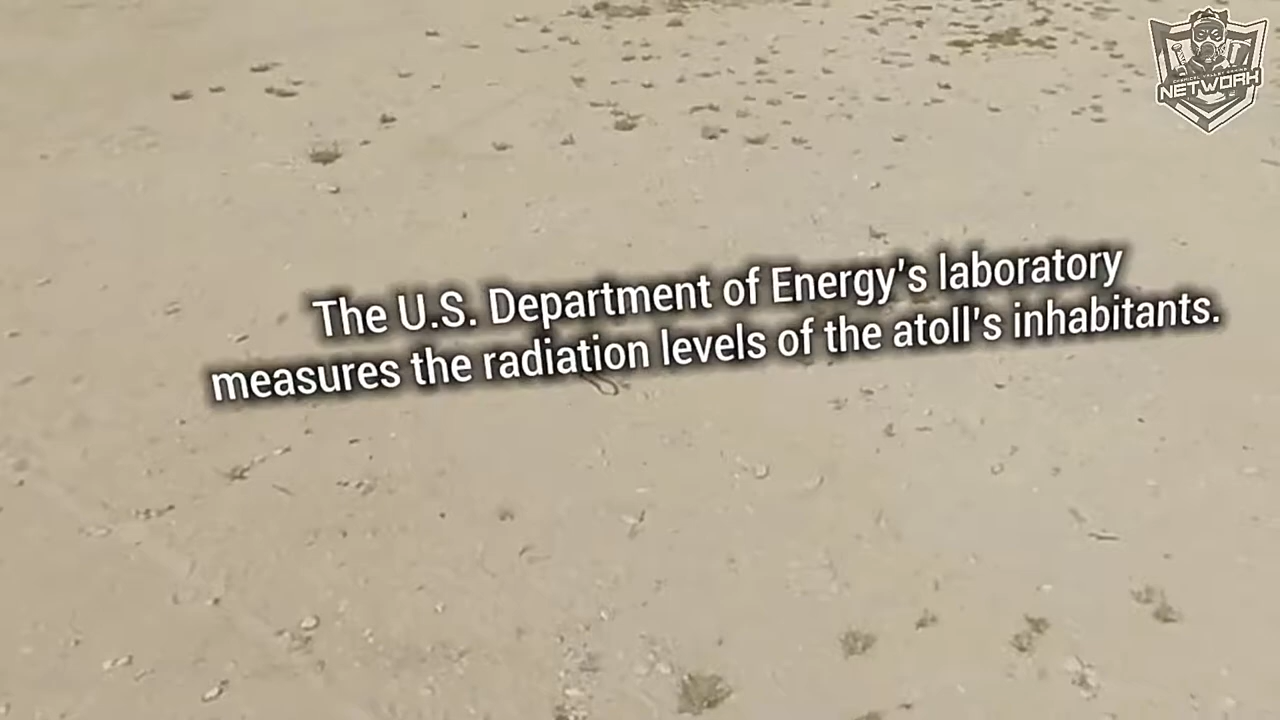 NETWORK
The U.S. Department of Energy's laboratory
measures the radiation levels of the atoll's inhabitants.